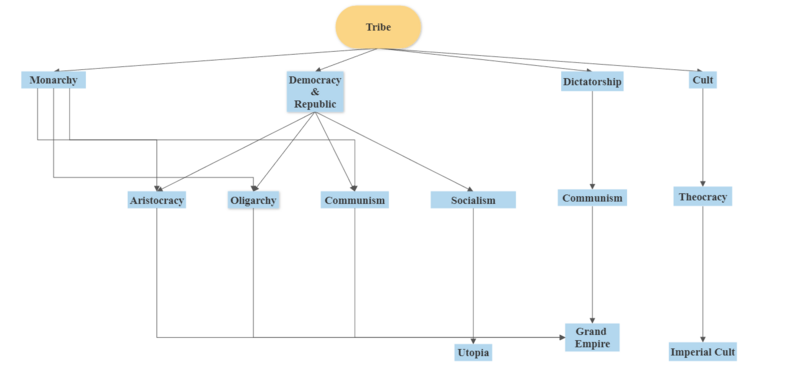 Tribe
Monarchy
Democracy
&
Republic
Dictatorship
Cult
Aristocracy
Oligarchy
Communism
Socialism
Communism
Theocracy
Utopia
Grand
Empire
Imperial Cult